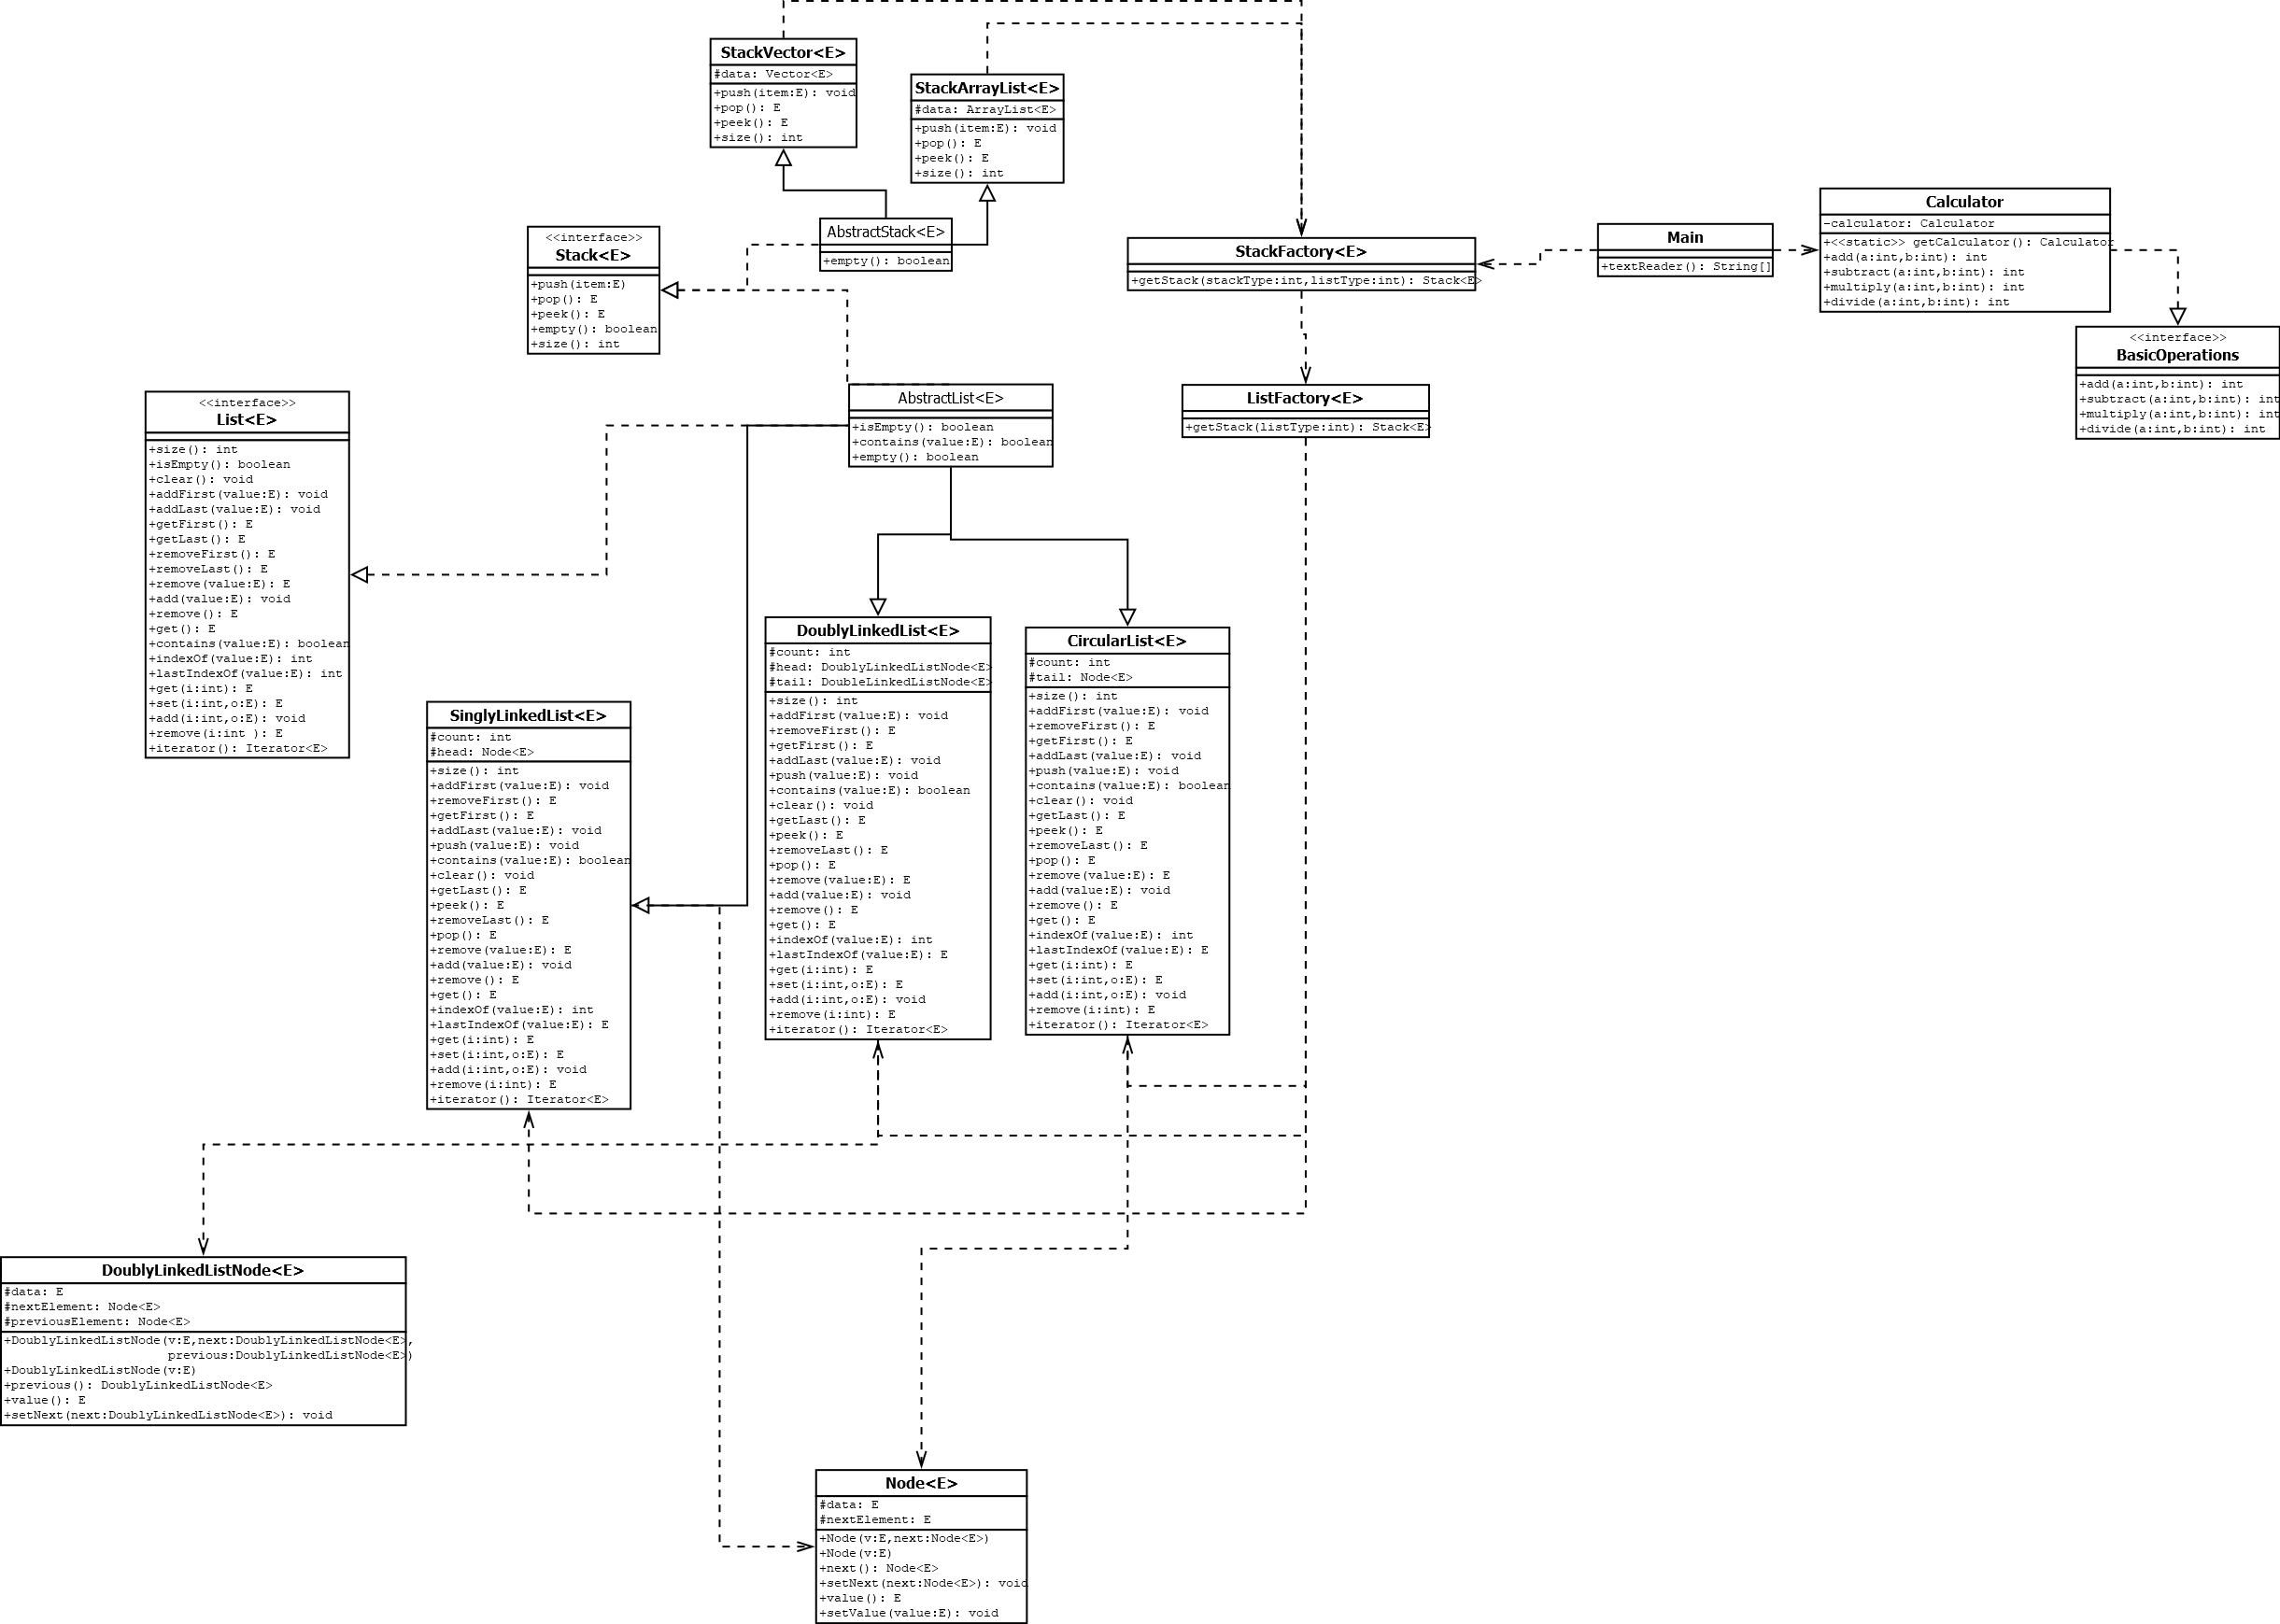 StackVector<E>
#data: Vector<E>
+push(item:E): void
+pop(): E
+peek(): E
+size(): int
StackArrayList<E>
#data: ArrayList<E>
+push(item:E): void
+pop(): E
+peek(): E
+size(): int
<<interface>>
Stack<E>
+push(item:E)
+pop(): E
+peek(): E
+empty(): boolean
+size(): int
AbstractStack<E>
+empty(): boolean
StackFactory<E>
+getStack(stackType:int,listType:int): Stack<E>
Main
+textReader(): String[]
Calculator
-calculator: Calculator
+<<static>> getCalculator(): Calculator
+add(a:int,b:int): int
+subtract(a:int,b:int): int
+multiply(a:int,b:int): int
+divide(a:int,b:int): int
<<interface>>
BasicOperations
+add(a:int,b:int): int
+subtract(a:int,b:int): int
+multiply(a:int,b:int): int
+divide(a:int,b:int): int
<<interface>>
List<E>
+size(): int
+isEmpty(): boolean
+clear(): void
+addFirst(value:E): void
+addLast(value:E): void
+getFirst(): E
+getLast(): E
+removeFirst(): E
+removeLast(): E
+remove(value:E): E
+add(value:E): void
+remove(): E
+get(): E
+contains(value:E): boolean
+indexOf(value:E): int
+lastIndexOf(value:E): int
+get(i:int): E
+set(i:int,o:E): E
+add(i:int,o:E): void
+remove(i:int ): E
+iterator(): Iterator<E>
AbstractList<E>
+isEmpty(): boolean
+contains(value:E): boolean
+empty(): boolean
ListFactory<E>
+getStack(listType:int): Stack<E>
SinglyLinkedList<E>
#count: int
#head: Node<E>
+size(): int
+addFirst(value:E): void
+removeFirst(): E
+getFirst(): E
+addLast(value:E): void
+push(value:E): void
+contains(value:E): boolean
+clear(): void
+getLast(): E
+peek(): E
+removeLast(): E
+pop(): E
+remove(value:E): E
+add(value:E): void
+remove(): E
+get(): E
+indexOf(value:E): int
+lastIndexOf(value:E): E
+get(i:int): E
+set(i:int,o:E): E
+add(i:int,o:E): void
+remove(i:int): E
+iterator(): Iterator<E>
DoublyLinkedList<E>
#count: int
#head: DoublyLinkedListNode<E>
#tail: DoubleLinkedListNode<E>
+size(): int
+addFirst(value:E): void
+removeFirst(): E
+getFirst(): E
+addLast(value:E): void
+push(value:E): void
+contains(value:E): boolean
+clear(): void
+getLast(): E
+peek(): E
+removeLast(): E
+pop(): E
+remove(value:E): E
+add(value:E): void
+remove(): E
+get(): E
+indexOf(value:E): int
+lastIndexOf(value:E): E
+get(i:int): E
+set(i:int,o:E): E
+add(i:int,o:E): void
+remove(i:int): E
+iterator(): Iterator<E>
CircularList<E>
#count: int
#tail: Node<E>
+size(): int
+addFirst(value:E): void
+removeFirst(): E
+getFirst(): E
+addLast(value:E): void
+push(value:E): void
+contains(value:E): boolean
+clear(): void
+getLast(): E
+peek(): E
+removeLast(): E
+pop(): E
+remove(value:E): E
+add(value:E): void
+remove(): E
+get(): E
+indexOf(value:E): int
+lastIndexOf(value:E): E
+get(i:int): E
+set(i:int,o:E): E
+add(i:int,o:E): void
+remove(i:int): E
+iterator(): Iterator<E>
DoublyLinkedListNode<E>
#data: E
#nextElement: Node<E>
#previousElement: Node<E>
+DoublyLinkedListNode(v:E,next:DoublyLinkedListNode<E>,
previous:DoublyLinkedListNode<E>)
+DoublyLinkedListNode(v:E)
+previous(): DoublyLinkedListNode<E>
+value(): E
+setNext(next:DoublyLinkedListNode<E>): void
Node<E>
#data: E
#nextElement: E
+Node(v:E,next:Node<E>)
+Node(v:E)
+next(): Node<E>
+setNext(next:Node<E>): void
+value(): E
+setValue(value:E): void